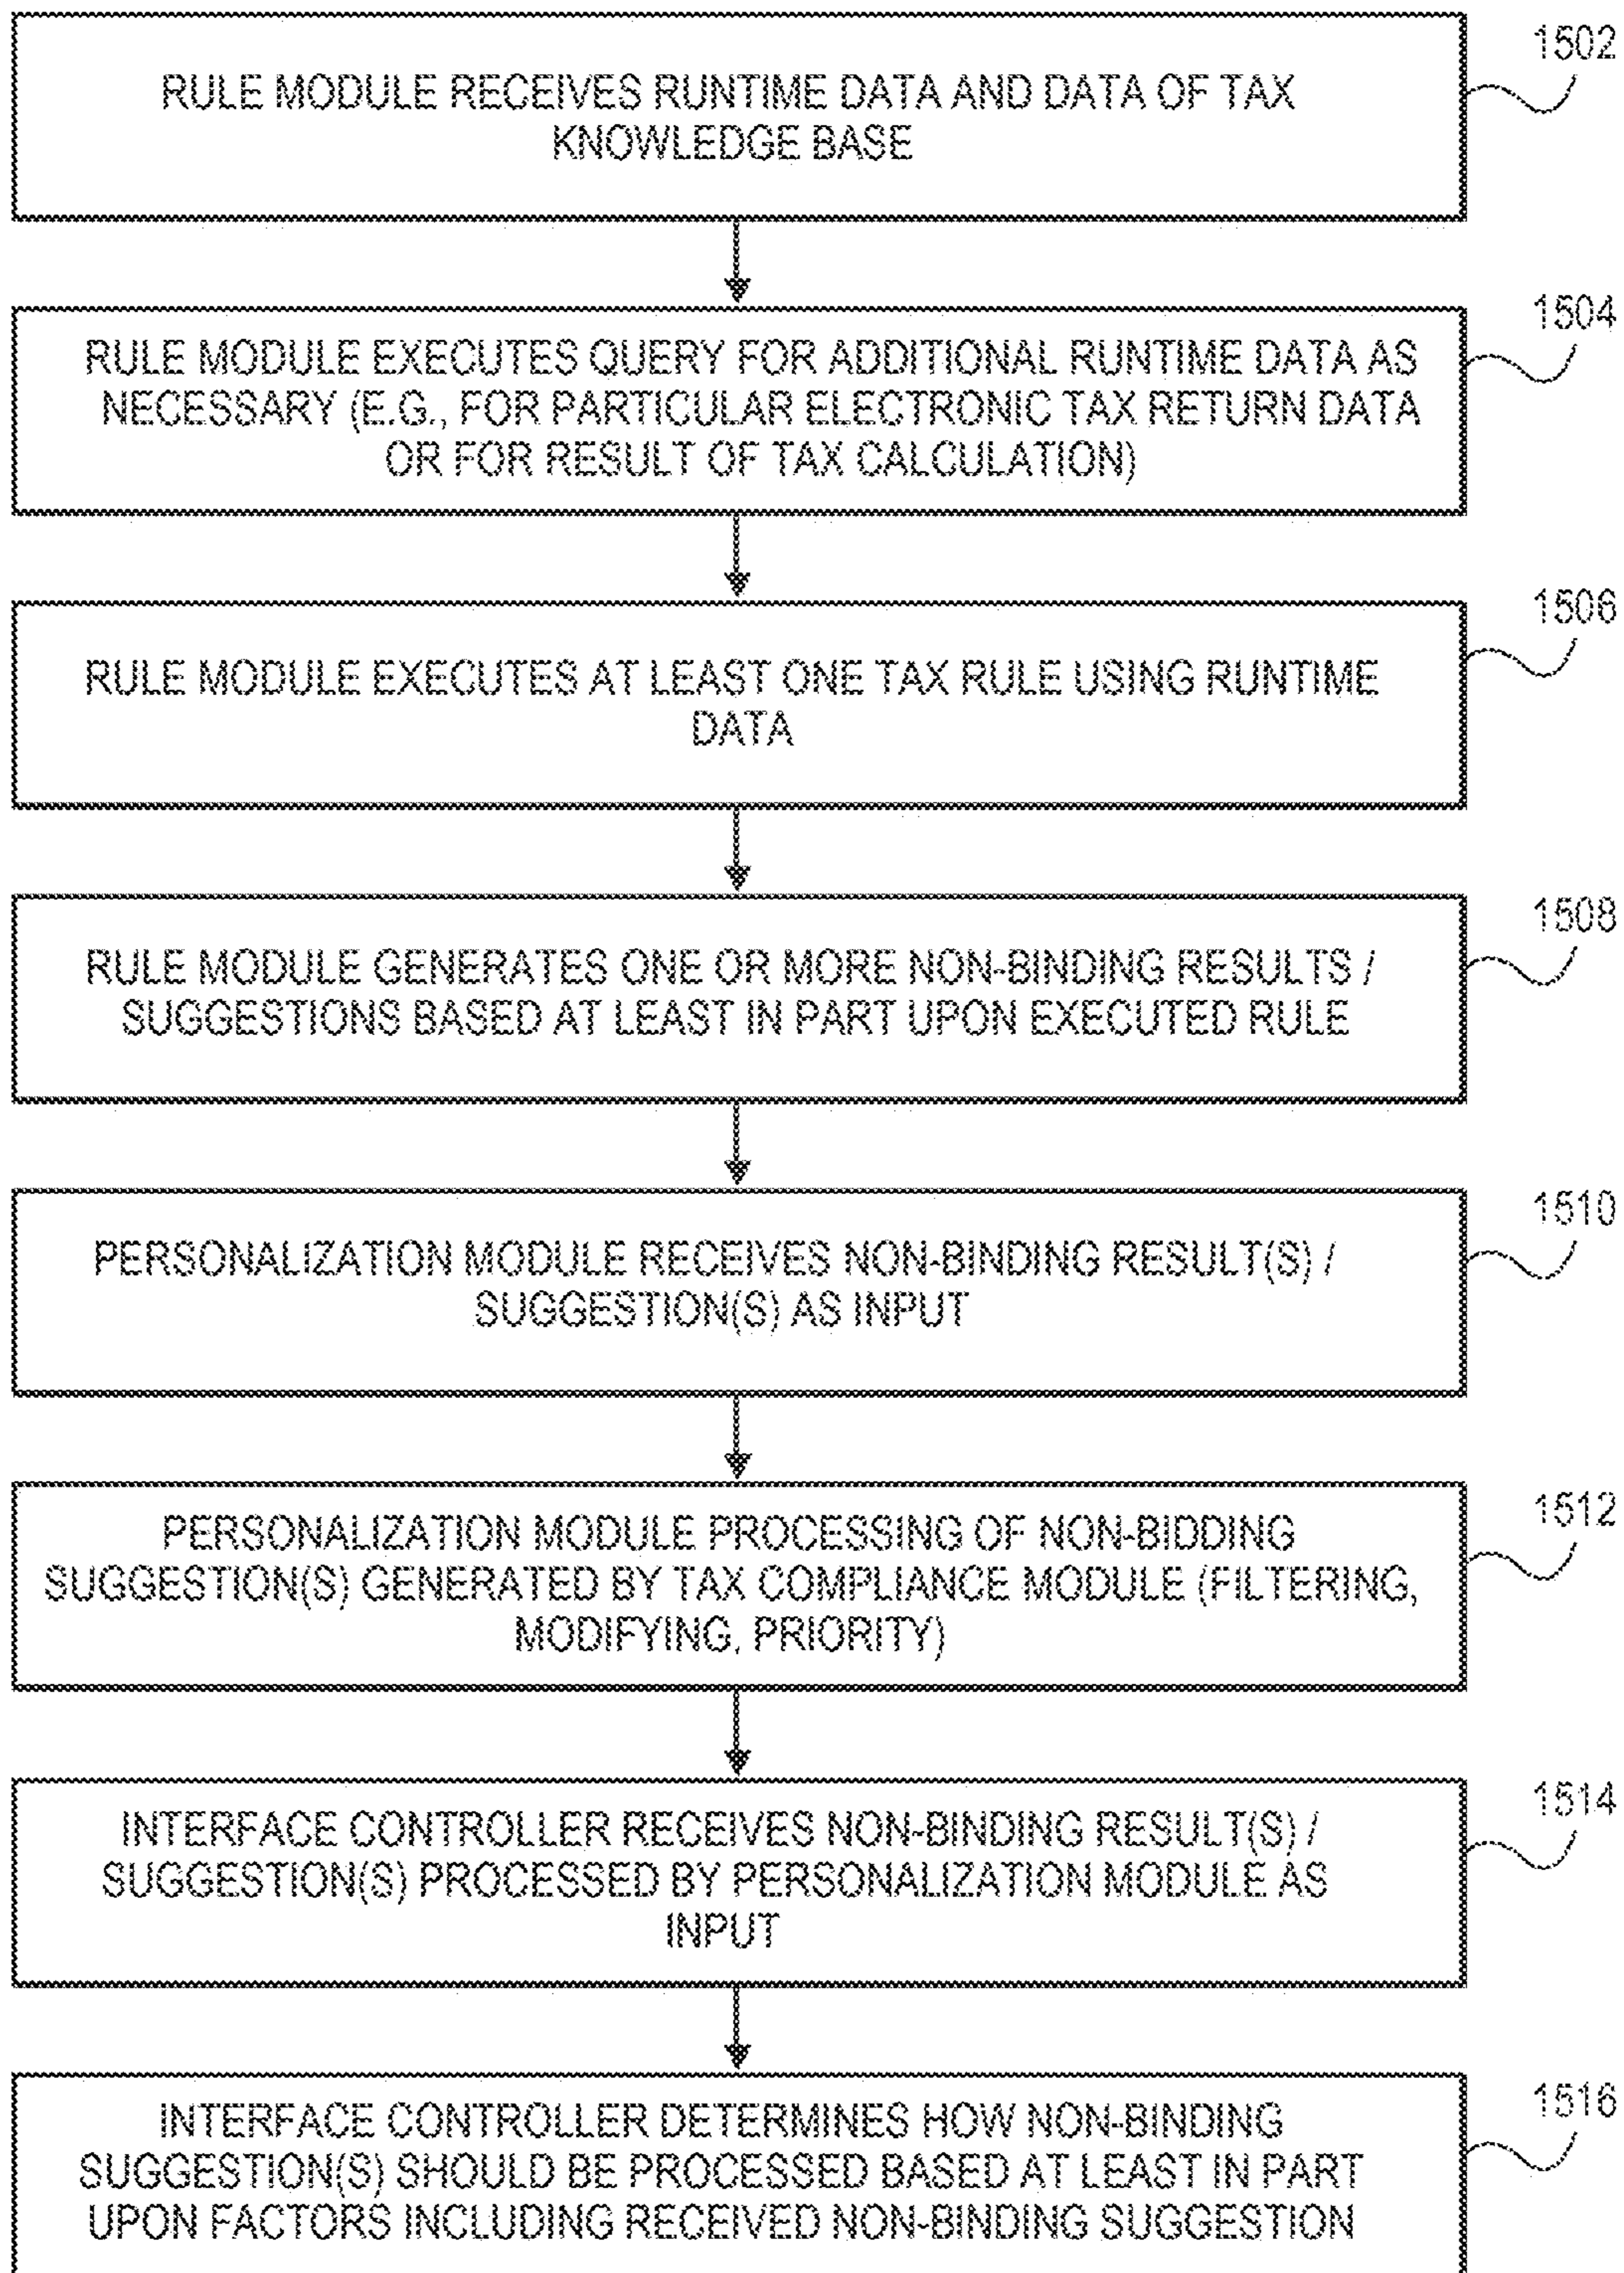 1502
RULE MODULE RECEIVES RUNTIME DATA AND DATA OF TAX
KNOWLEDGE BASE
1504
RULE MODULE EXECUTES QUERY FOR ADDITIONAL RUNTIME DATA AS
NECESSARY (E.G., FOR PARTICULAR ELECTRONIC TAX RETURN DATA
OR FOR RESULT OF TAX CALCULATION)
1506
RULE MODULE EXECUTES AT LEAST ONE TAX RULE USING RUNTIME
DATA
1508
RULE MODULE GENERATES ONE OR MORE NON-BINDING RESULTS /
SUGGESTIONS BASED AT LEAST IN PART UPON EXECUTED RULE
1510
PERSONALIZATION MODULE RECEIVES NON-BINDING RESULT(S) /
SUGGESTION(S) AS INPUT
1512
PERSONALIZATION MODULE PROCESSING OF NON-BIDDING
SUGGESTION(S) GENERATED BY TAX COMPLIANCE MODULE (FILTERING,
MODIFYING, PRIORITY)
1514
INTERFACE CONTROLLER RECEIVES NON-BINDING RESULT(S) /
SUGGESTION(S) PROCESSED BY PERSONALIZATION MODULE AS
INPUT
1516
INTERFACE CONTROLLER DETERMINES HOW NON-BINDING
SUGGESTION(S) SHOULD BE PROCESSED BASED AT LEAST IN PART
UPON FACTORS INCLUDING RECEIVED NON-BINDING SUGGESTION